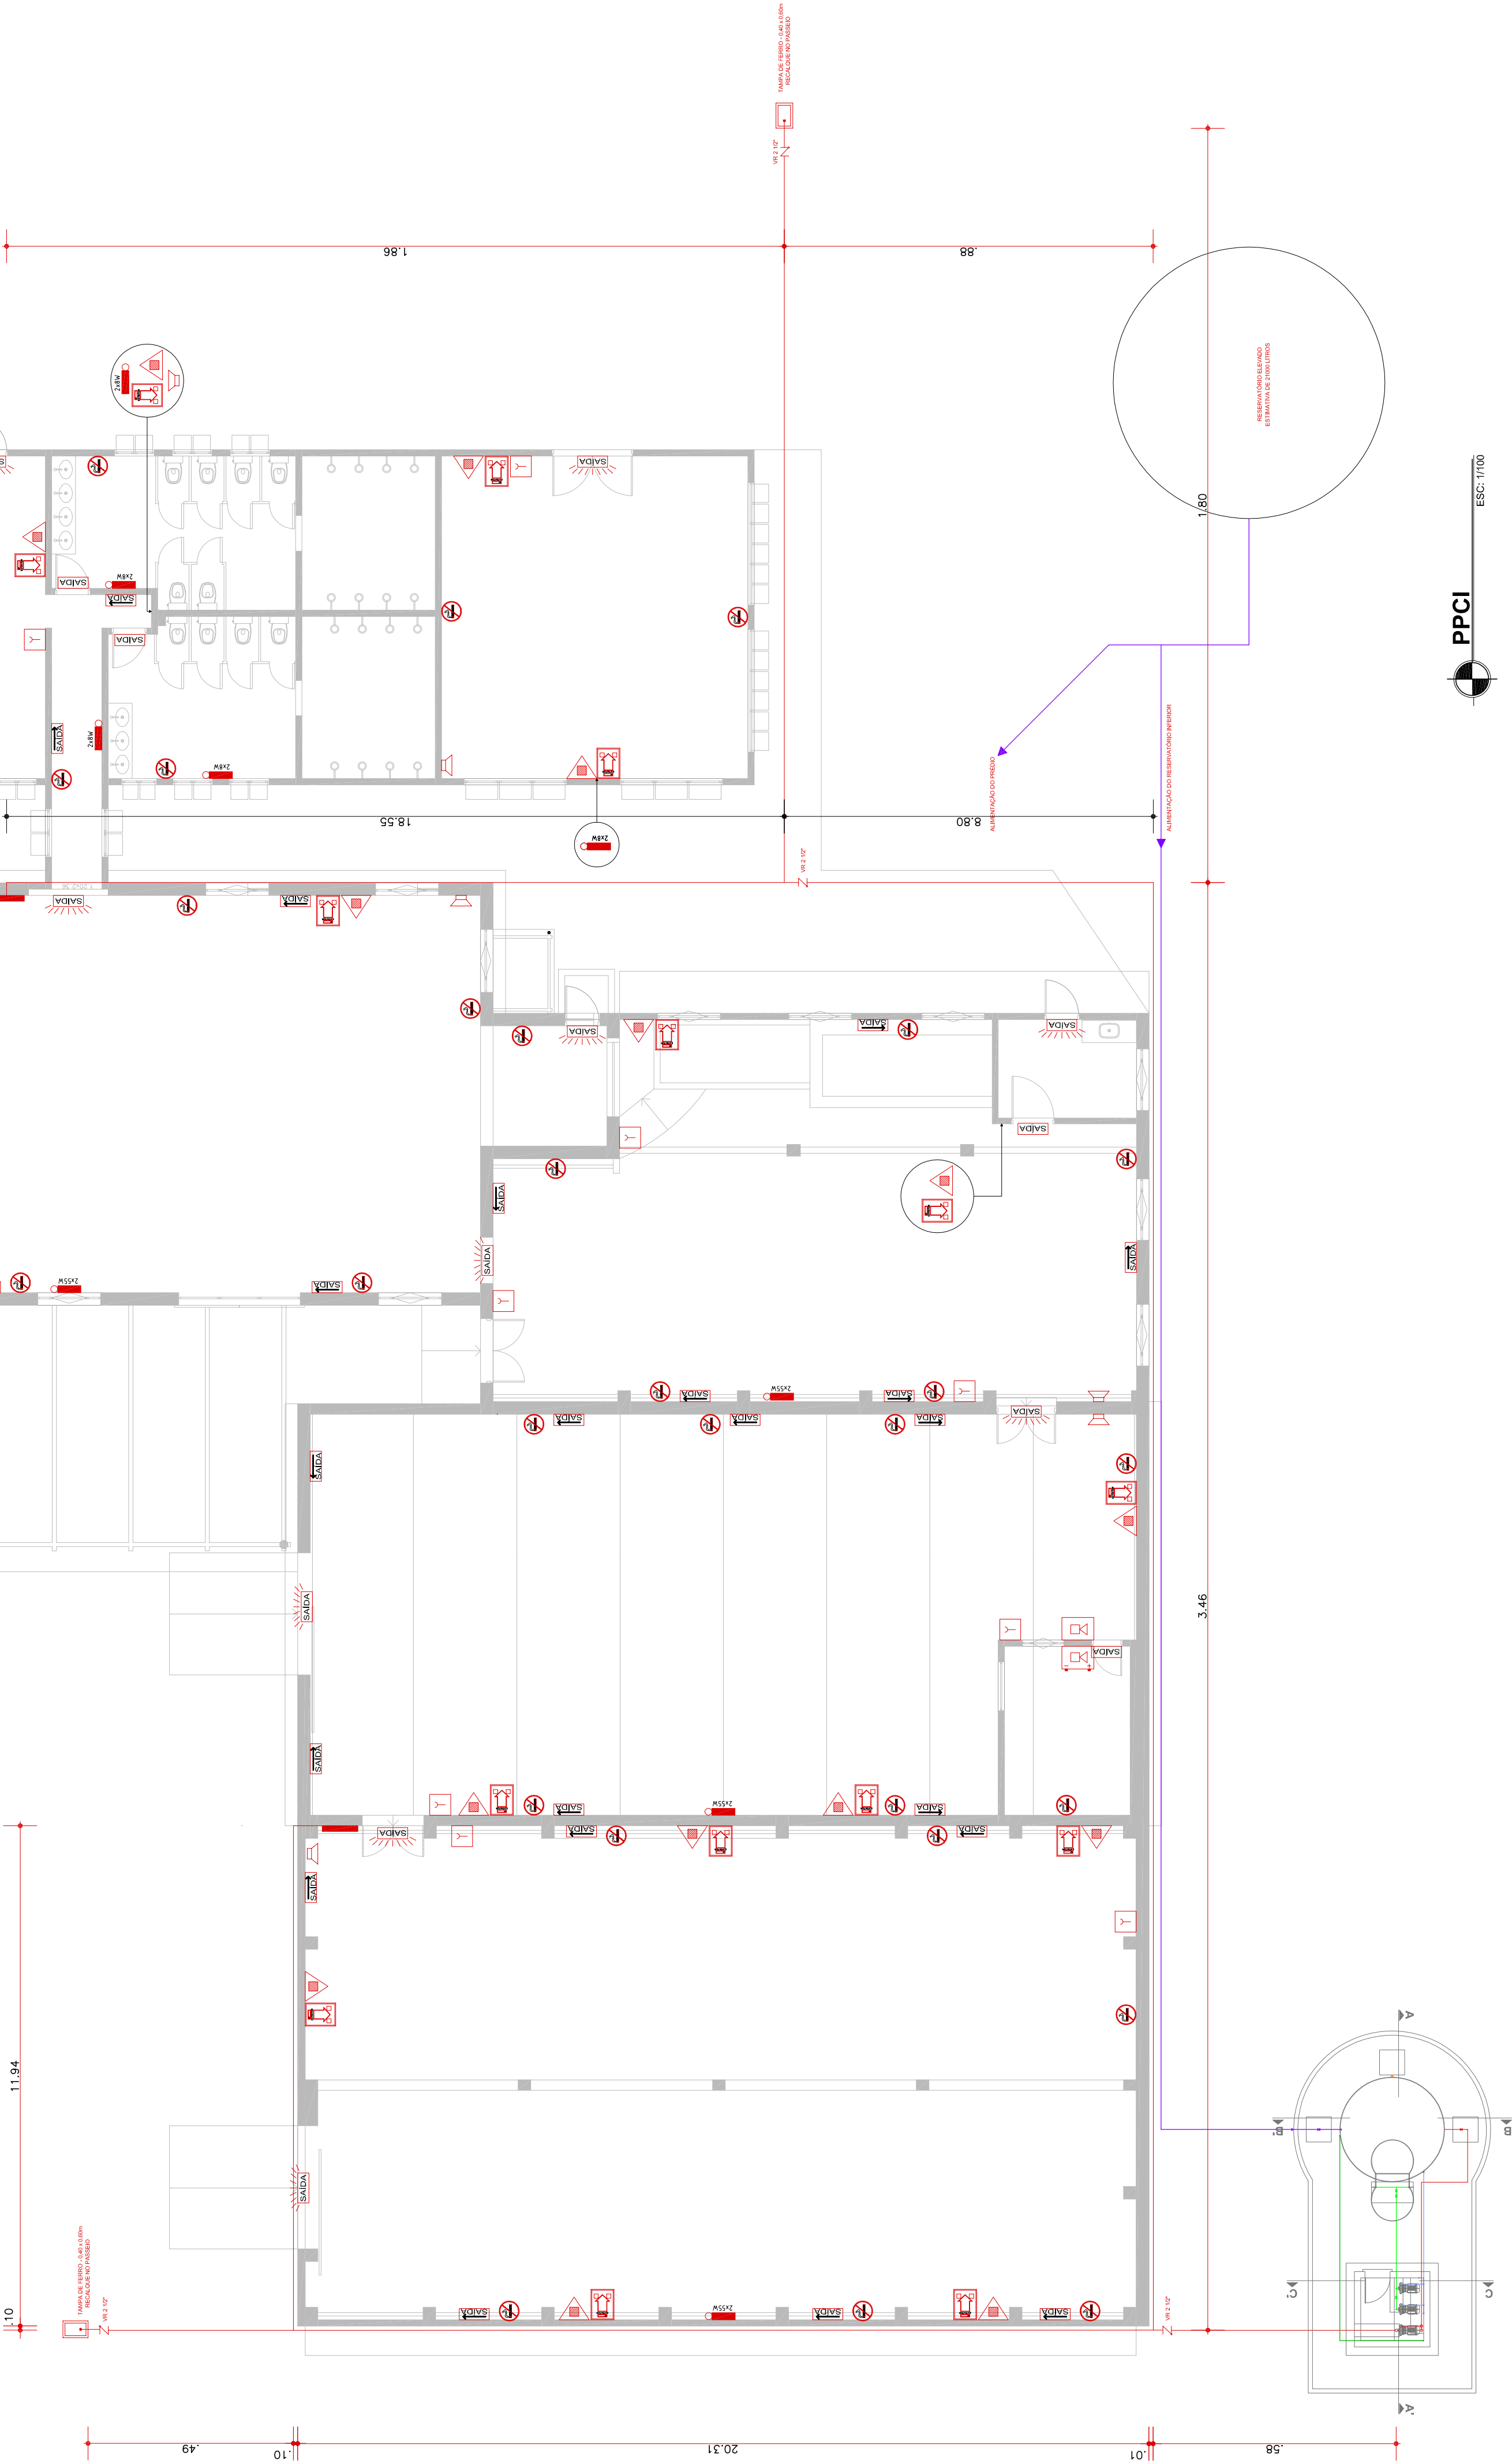 TAMPA DE FERRO - 0,40 x 0,60m
RECALQUE NO PASSEIO
VR 2 1/2"
1.86
.88
RESERVATÓRIO ELEVADO
ESTIMATIVA DE 21000 LITROS
1.80
PPCI
ESC: 1/100
2x8W
SAÍDA
2x8W
SAÍDA
SAÍDA
SAÍDA
SAÍDA
2x8W
2x8W
18.55
8.80
2x8W
ALIMENTAÇÃO DO PRÉDIO
ALIMENTAÇÃO DO RESERVATÓRIO INFERIOR
VR 2 1/2"
SAÍDA
SAÍDA
SAÍDA
SAÍDA
SAÍDA
SAÍDA
SAÍDA
SAÍDA
SAÍDA
2x55W
SAÍDA
SAÍDA
2x55W
SAÍDA
SAÍDA
SAÍDA
SAÍDA
SAÍDA
SAÍDA
SAÍDA
3.46
SAÍDA
SAÍDA
2x55W
SAÍDA
SAÍDA
SAÍDA
SAÍDA
SAÍDA
SAÍDA
11.94
A
B'
B
SAÍDA
C
C
TAMPA DE FERRO - 0,40 x 0,60m
RECALQUE NO PASSEIO
VR 2 1/2"
.10
SAÍDA
2x55W
SAÍDA
SAÍDA
VR 2 1/2"
A'
.49
.10
20.31
.01
.58